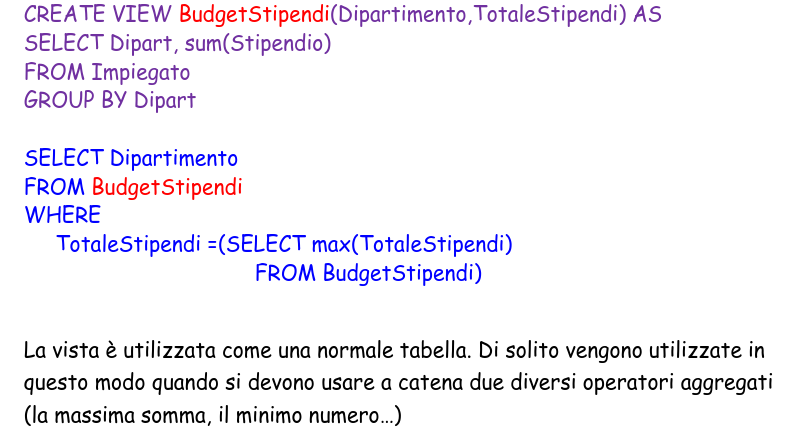 CREATE VIEW BudgetStipendi(Dipartimento,TotaleStipendi) AS
SELECT Dipart, sum(Stipendio)
FROM Impiegato
GROUP BY Dipart
SELECT Dipartimento
FROM BudgetStipendi
WHERE
TotaleStipendi =(SELECT max(TotaleStipendi)
FROM BudgetStipendi)
La vista è utilizzata come una normale tabella. Di solito vengono utilizzate in
questo modo quando si devono usare a catena due diversi operatori aggregati
(la massima somma, il minimo numero…)